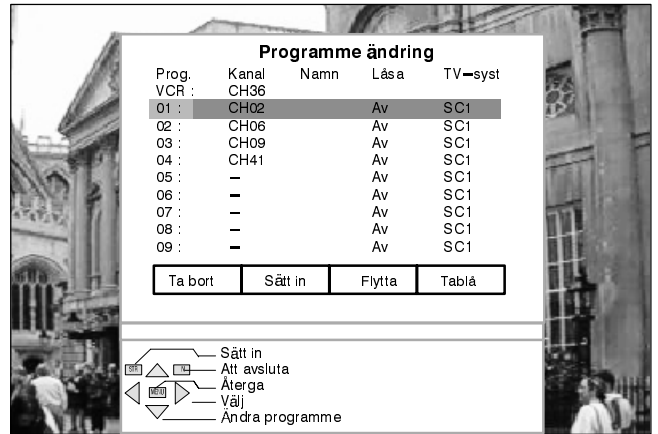 Programme ändring
Prog. Kanal Namn Låsa TV–syst
VCR : CH36
01 : CH02 Av SC1
02 : CH06 Av SC1
03 : CH09 Av SC1
04 : CH41 Av SC1
05 : – Av SC1
06 : – Av SC1
07 : – Av SC1
08 : – Av SC1
09 : – Av SC1
Ta bort Sätt in Flytta Tablå
Sätt in
STR N Att avsluta
Återga
MENU Välj
Ändra programme